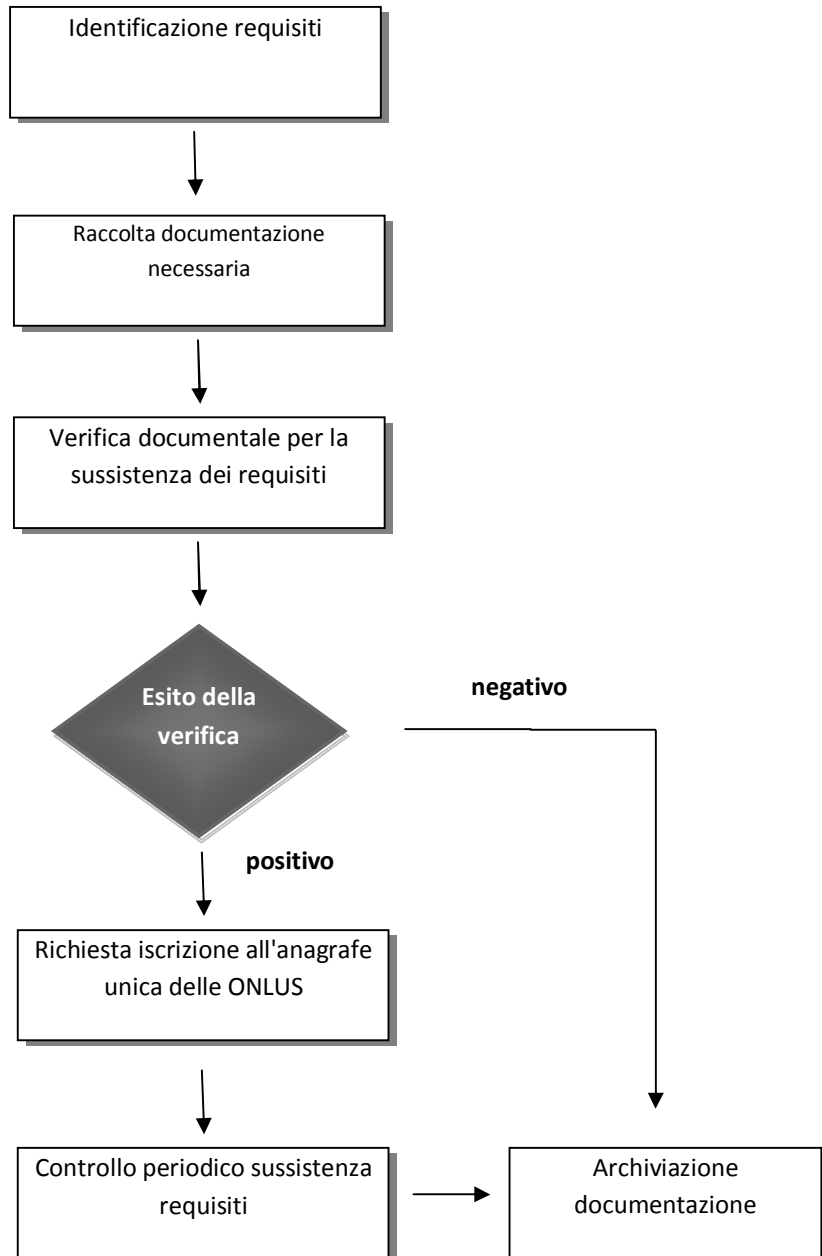 Identificazione requisiti
Raccolta documentazione
necessaria
Verifica documentale per la
sussistenza dei requisiti
Esito della
verifica
negativo
positivo
Richiesta iscrizione all'anagrafe
unica delle ONLUS
Controllo periodico sussistenza
requisiti
Archiviazione
documentazione